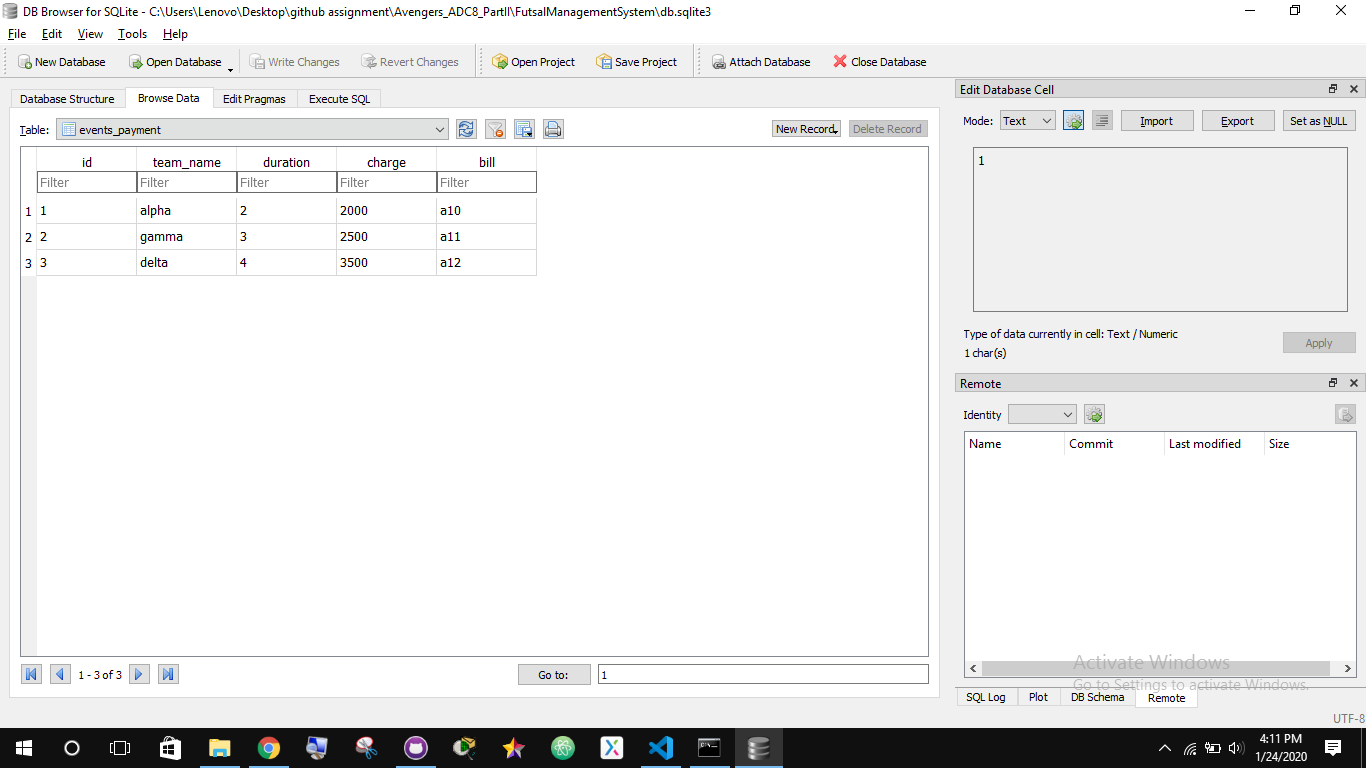 DB Browser for SQLite - C:\Users\Lenovo\Desktop\github assignment\Avengers_ADC8_PartII\FutsalManagementSystem\db.sqlite3
File Edit View Tools Help
New Database Open Database Write Changes Revert Changes Open Project Save Project Attach Database Close Database
Database Structure Browse Data Edit Pragmas Execute SQL
Table: events_payment New Record Delete Record
id team_name duration charge bill
Filter Filter Filter Filter Filter
1 1 alpha 2 2000 a10
2 2 gamma 3 2500 a11
3 3 delta 4 3500 a12
1 - 3 of 3 Go to: 1
Edit Database Cell
Mode: Text Import Export Set as NULL
1
Type of data currently in cell: Text / Numeric
1 char(s)
Apply
Remote
Identity
Name Commit Last modified Size
Activate Windows
Go to Settings to activate Windows.
SQL Log Plot DB Schema Remote
UTF-8
4:11 PM
1/24/2020